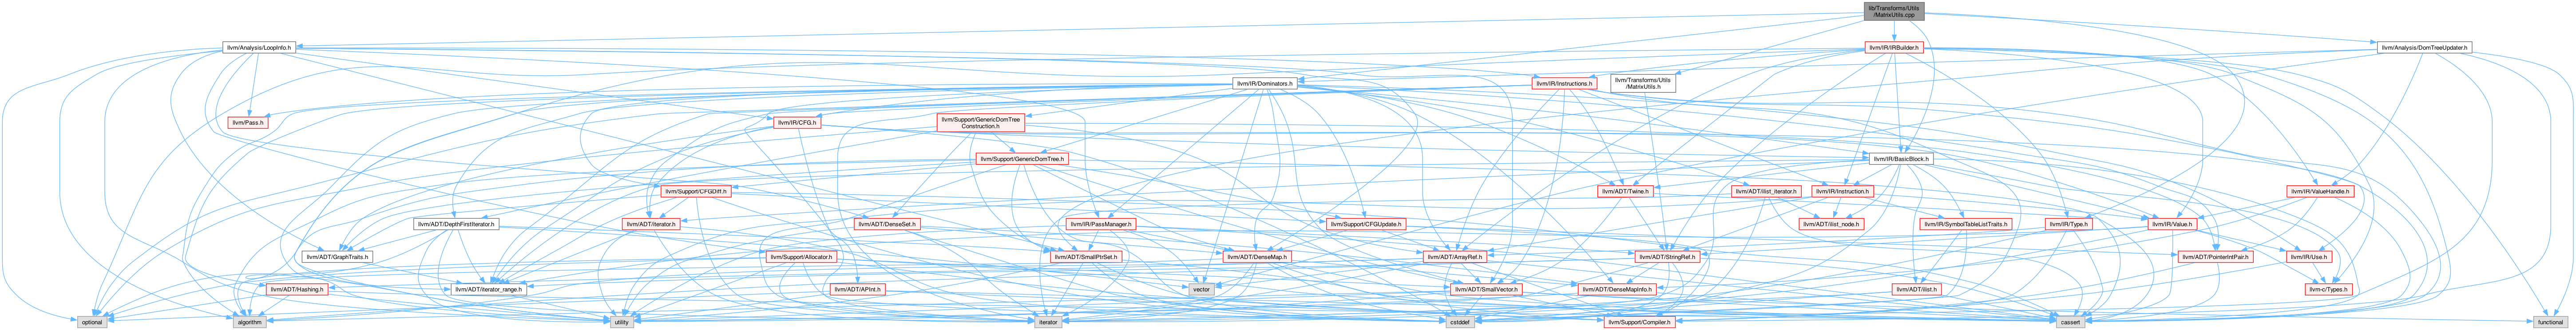 lib/Transforms/Utils
/MatrixUtils.cpp
llvm/Analysis/LoopInfo.h
llvm/IR/IRBuilder.h
llvm/Analysis/DomTreeUpdater.h
llvm/IR/Dominators.h
llvm/IR/Instructions.h
llvm/Transforms/Utils
/MatrixUtils.h
llvm/Pass.h
llvm/IR/CFG.h
llvm/Support/GenericDomTree
Construction.h
llvm/Support/GenericDomTree.h
llvm/IR/BasicBlock.h
llvm/Support/CFGDiff.h
llvm/ADT/Twine.h
llvm/ADT/ilist_iterator.h
llvm/IR/Instruction.h
llvm/IR/ValueHandle.h
llvm/ADT/DepthFirstIterator.h
llvm/ADT/iterator.h
llvm/ADT/DenseSet.h
llvm/IR/PassManager.h
llvm/Support/CFGUpdate.h
llvm/ADT/ilist_node.h
llvm/IR/SymbolTableListTraits.h
llvm/IR/Type.h
llvm/IR/Value.h
llvm/ADT/GraphTraits.h
llvm/Support/Allocator.h
llvm/ADT/SmallPtrSet.h
llvm/ADT/DenseMap.h
llvm/ADT/ArrayRef.h
llvm/ADT/StringRef.h
llvm/ADT/PointerIntPair.h
llvm/IR/Use.h
llvm/ADT/Hashing.h
llvm/ADT/iterator_range.h
llvm/ADT/APInt.h
vector
llvm/ADT/SmallVector.h
llvm/ADT/DenseMapInfo.h
llvm/ADT/ilist.h
llvm-c/Types.h
optional
algorithm
utility
iterator
cstddef
llvm/Support/Compiler.h
cassert
functional